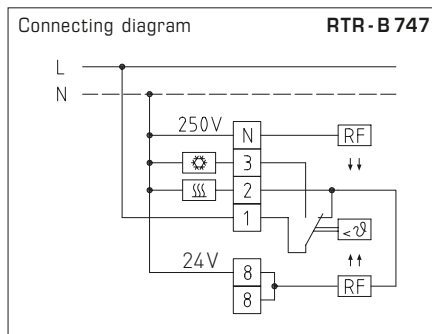 Connecting diagram RTR-B 747
L
N
250V N RF
3
2
1 <ϑ
24V 8 RF
8